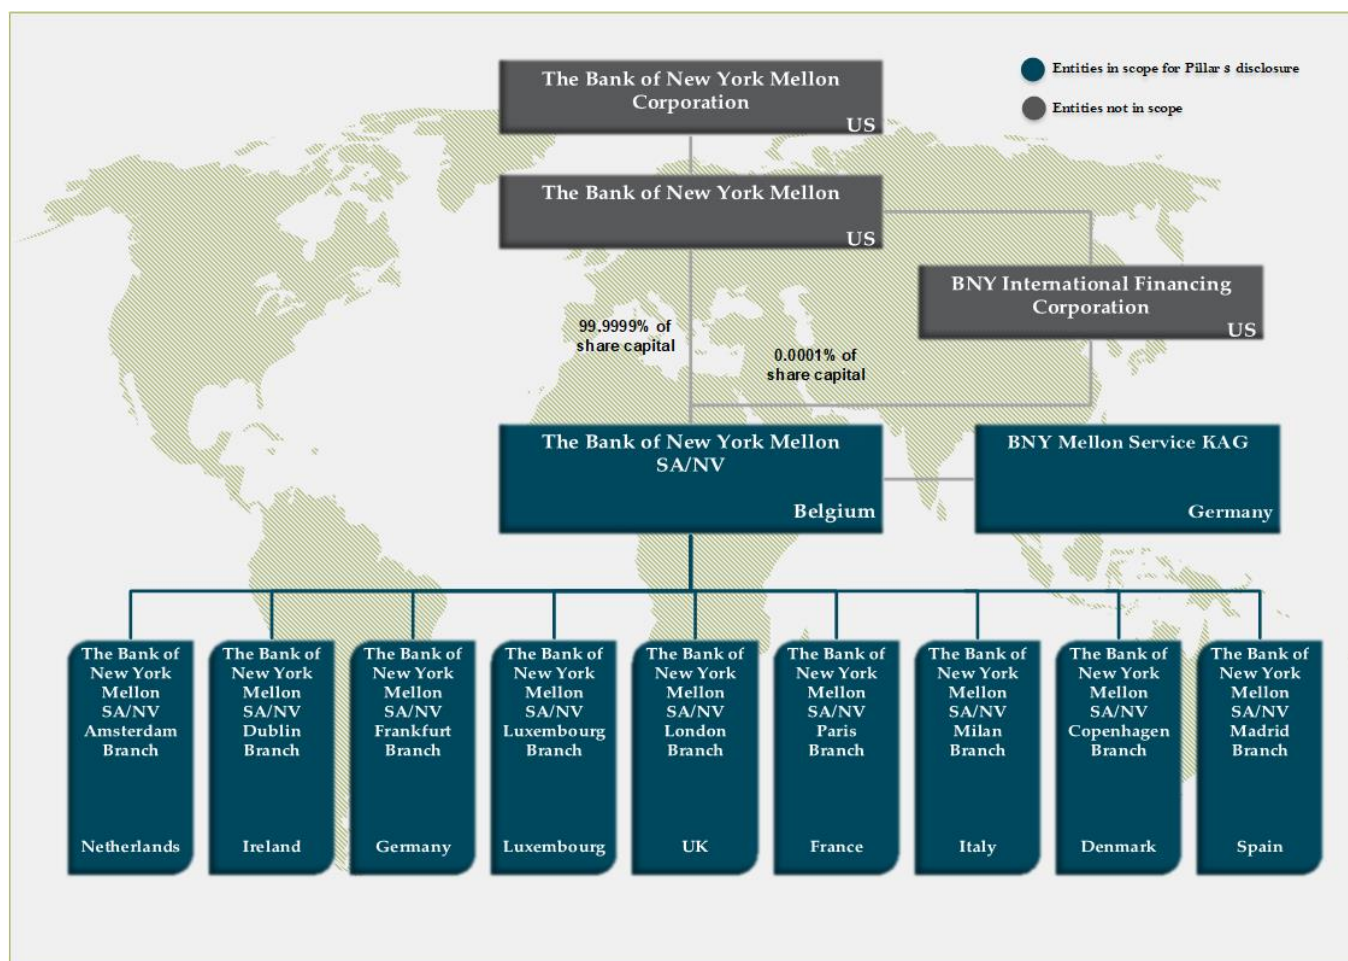 The Bank of New York Mellon
Corporation
US
Entities in scope for Pillar 3 disclosure
Entities not in scope
The Bank of New York Mellon
US
BNY International Financing
Corporation
US
99.9999% of
share capital
0.0001% of
share capital
The Bank of New York Mellon
SA/NV
Belgium
BNY Mellon Service KAG
Germany
The Bank of
New York
Mellon
SA/NV
Amsterdam
Branch
Netherlands
The Bank of
New York
Mellon
SA/NV
Dublin
Branch
Ireland
The Bank of
New York
Mellon
SA/NV
Frankfurt
Branch
Germany
The Bank of
New York
Mellon
SA/NV
Luxembourg
Branch
Luxembourg
The Bank of
New York
Mellon
SA/NV
London
Branch
UK
The Bank of
New York
Mellon
SA/NV
Paris
Branch
France
The Bank of
New York
Mellon
SA/NV
Milan
Branch
Italy
The Bank of
New York
Mellon
SA/NV
Copenhagen
Branch
Denmark
The Bank of
New York
Mellon
SA/NV
Madrid
Branch
Spain